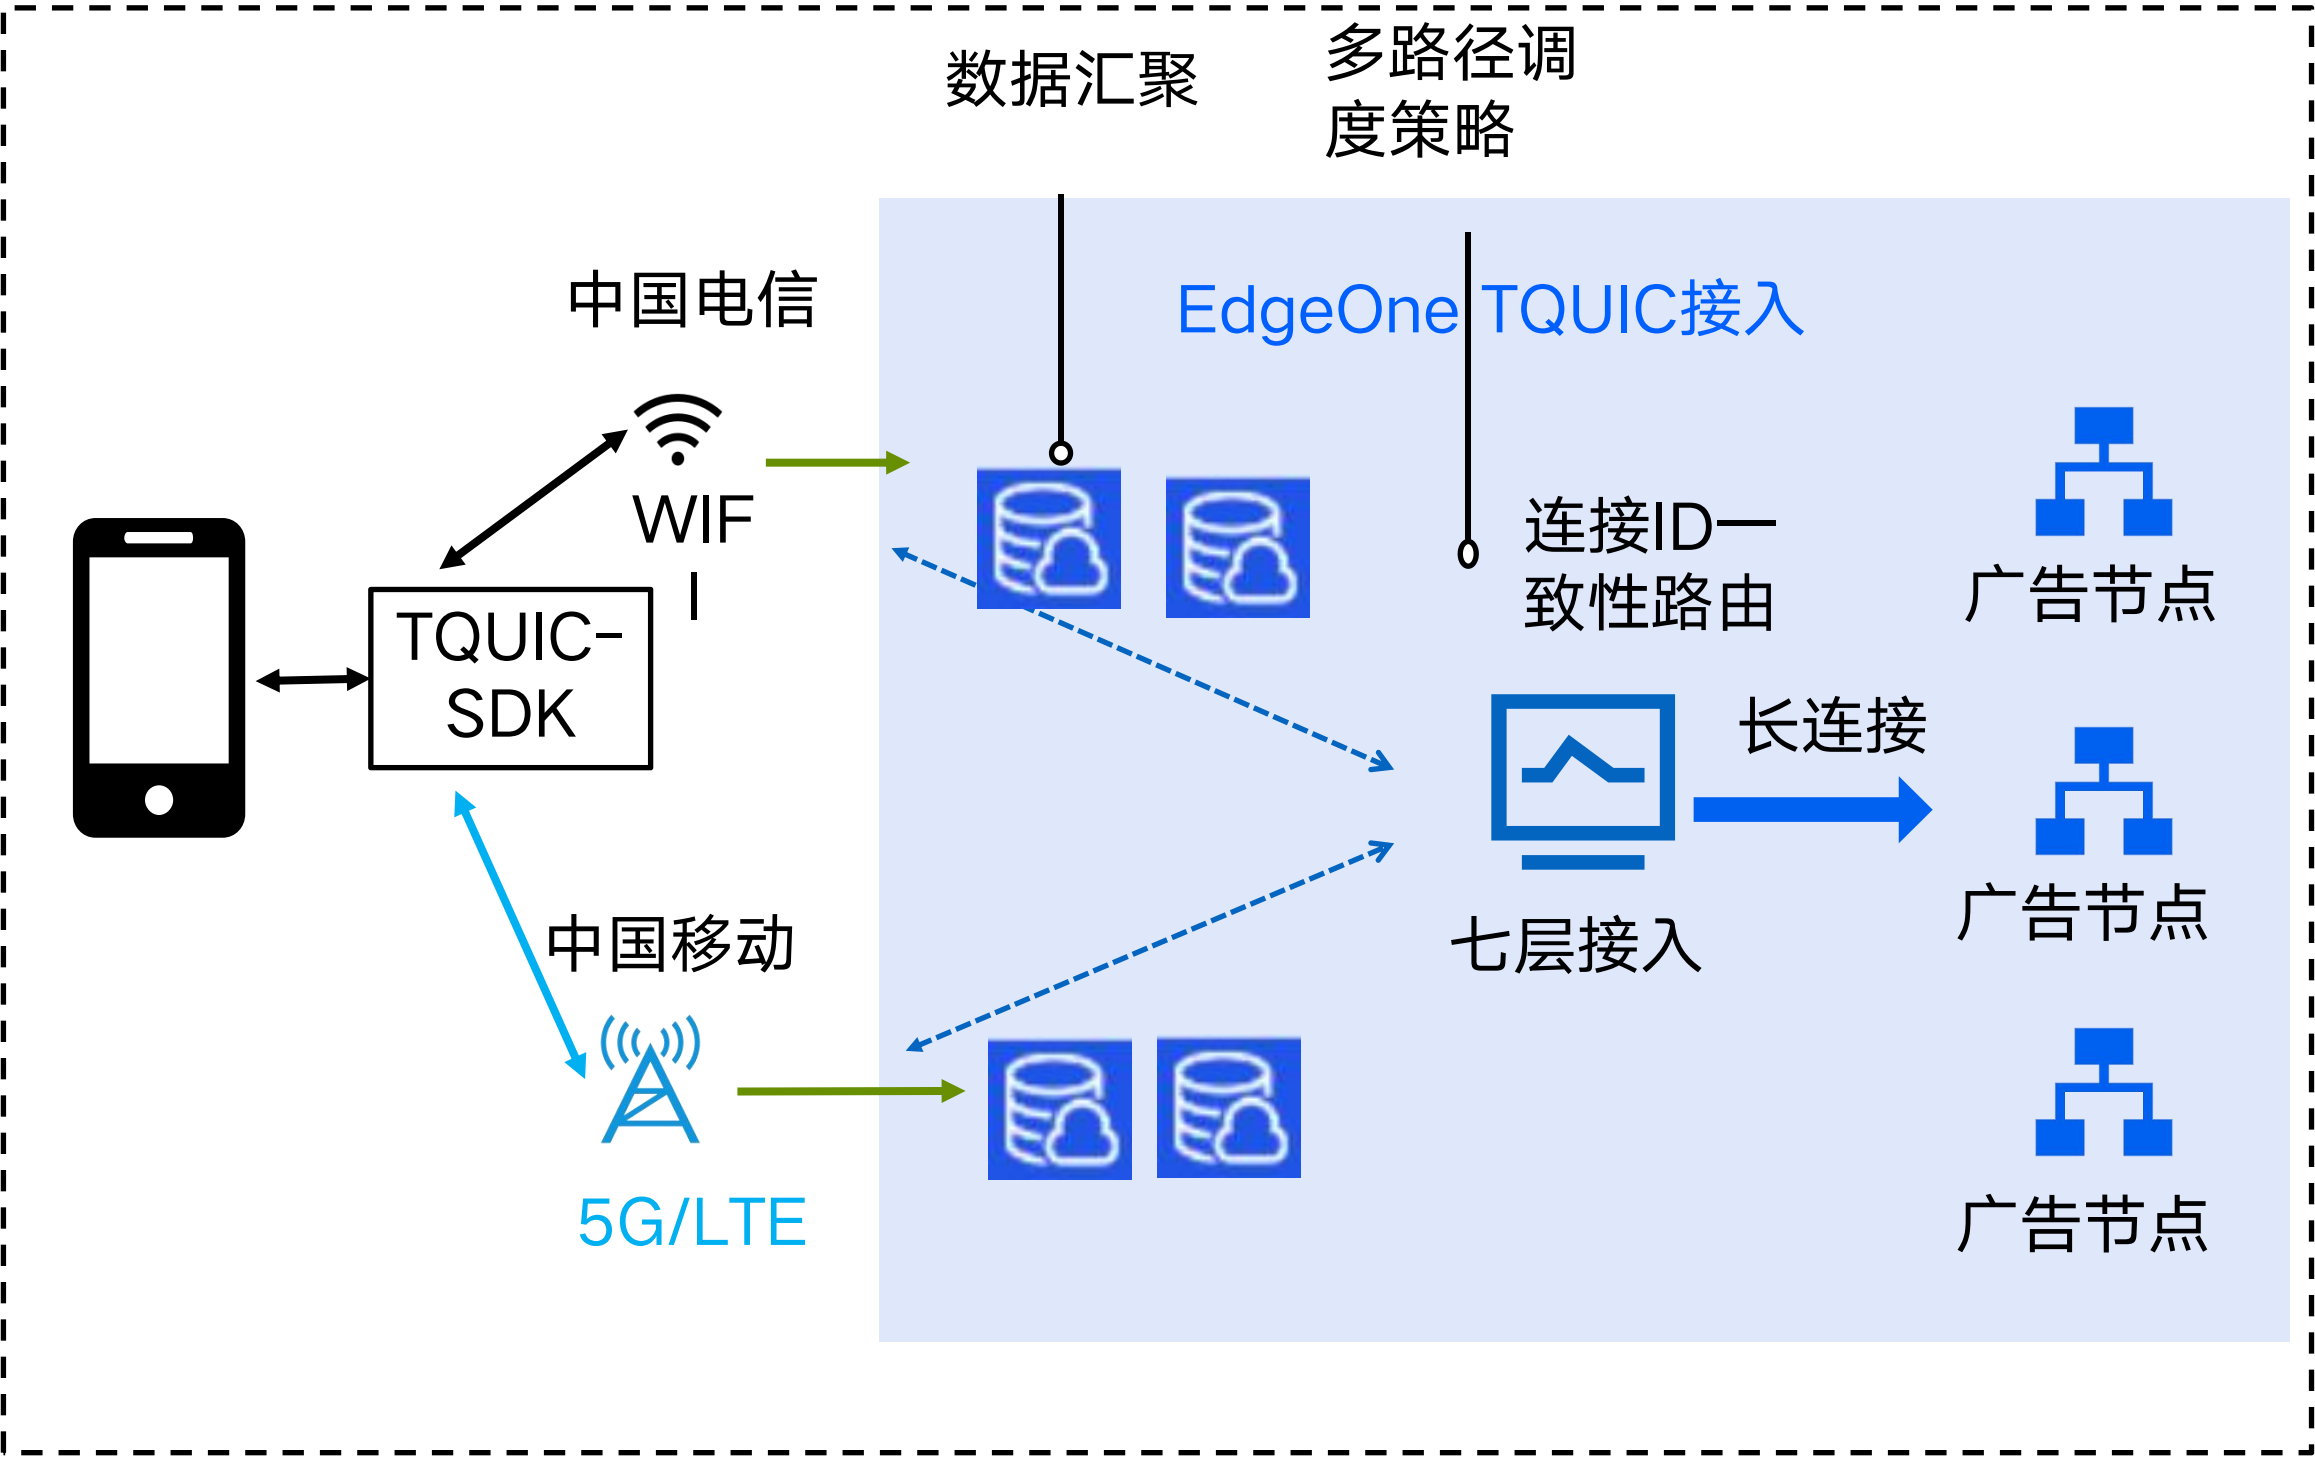 数据汇聚
多路径调
度策略
中国电信
EdgeOne TQUIC接入
WIF
I
TQUIC-
SDK
连接ID一
致性路由
广告节点
长连接
中国移动
七层接入
广告节点
5G/LTE
广告节点